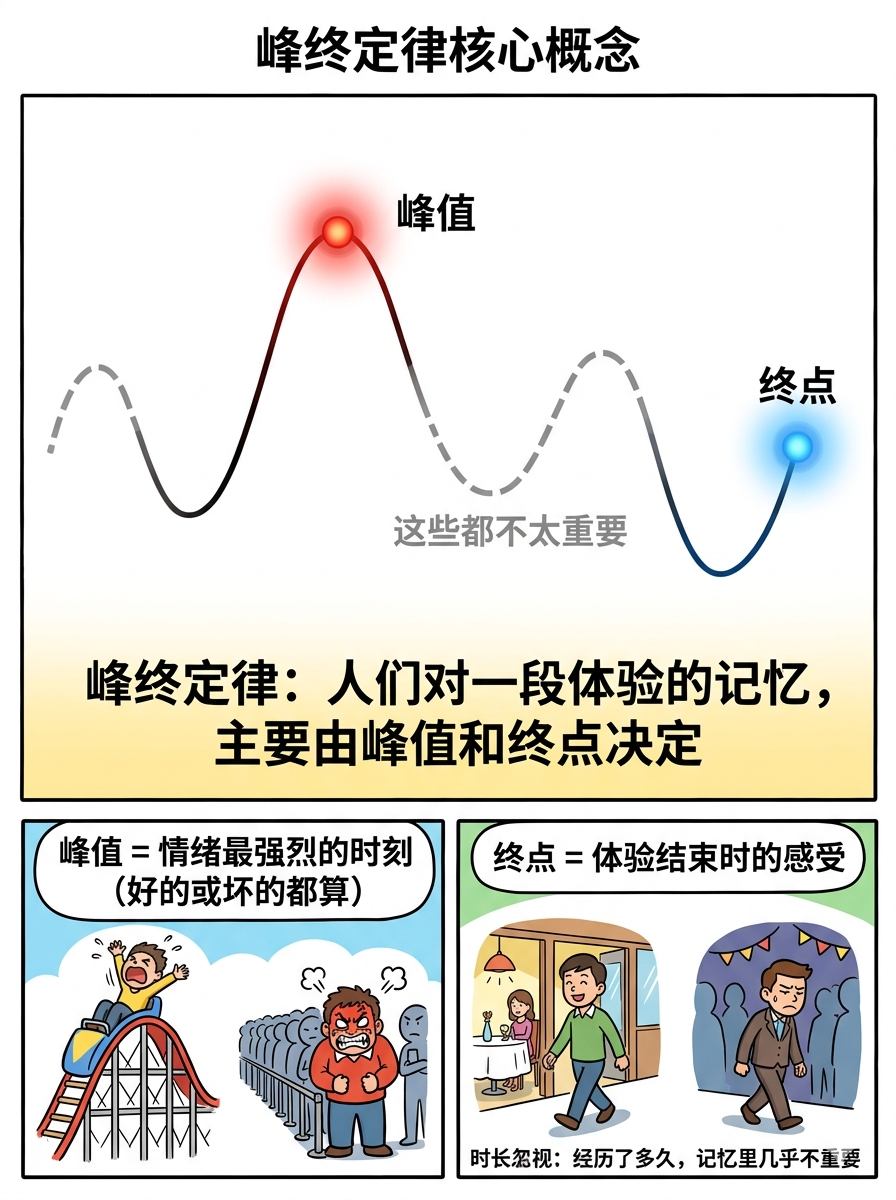 峰终定律核心概念
峰值
终点
这些都不太重要
峰终定律：人们对一段体验的记忆，
主要由峰值和终点决定
峰值 = 情绪最强烈的时刻
（好的或坏的都算）
终点 = 体验结束时的感受
时长忽视：经历了多久，记忆里几乎不重要